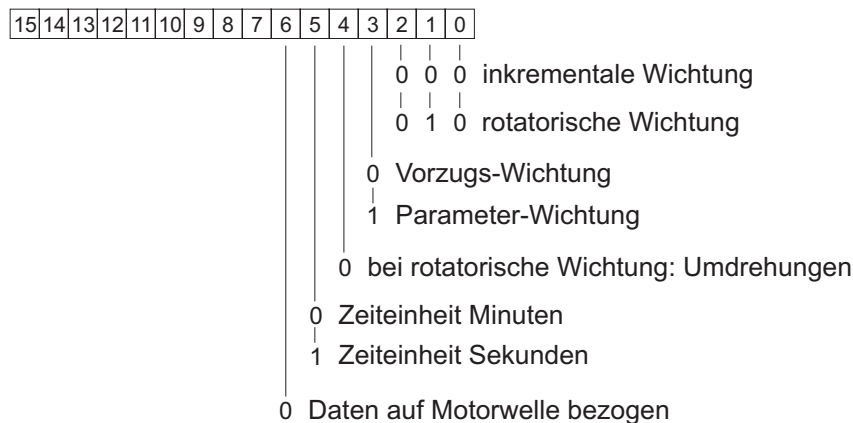 15 14 13 12 11 10 9 8 7 6 5 4 3 2 1 0
0 0 0 inkrementale Wichtung
0 1 0 rotatorische Wichtung
0 Vorzugs-Wichtung
1 Parameter-Wichtung
0 bei rotatorische Wichtung: Umdrehungen
0 Zeiteinheit Minuten
1 Zeiteinheit Sekunden
0 Daten auf Motorwelle bezogen